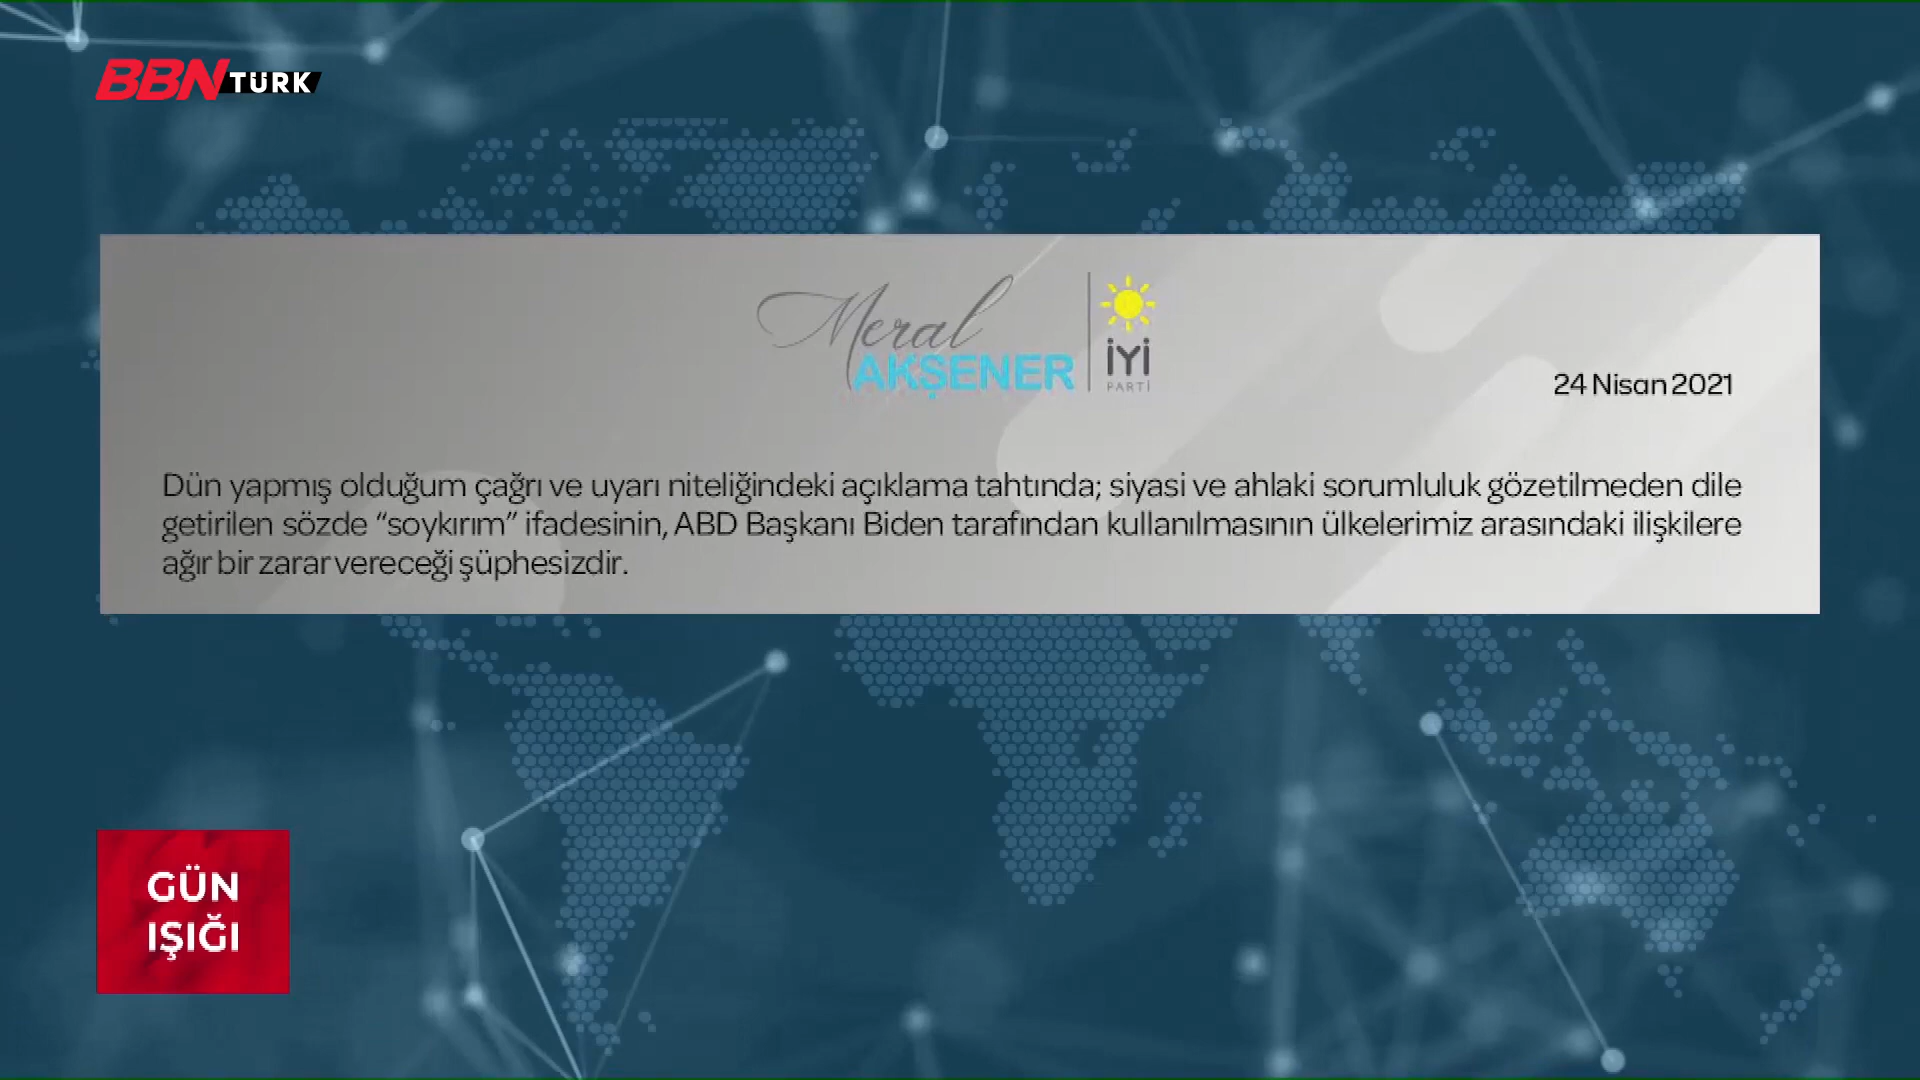 BBN TÜRK
Meral
AKŞENER
İYİ
PARTİ
24 Nisan 2021
Dün yapmış olduğum çağrı ve uyarı niteliğindeki açıklama tahtında; siyasi ve ahlaki sorumluluk gözetilmeden dile
getirilen sözde “soykırım” ifadesinin, ABD Başkanı Biden tarafından kullanılmasının ülkelerimiz arasındaki ilişkilere
ağır bir zarar vereceği şüphesizdir.
GÜN
IŞIĞI